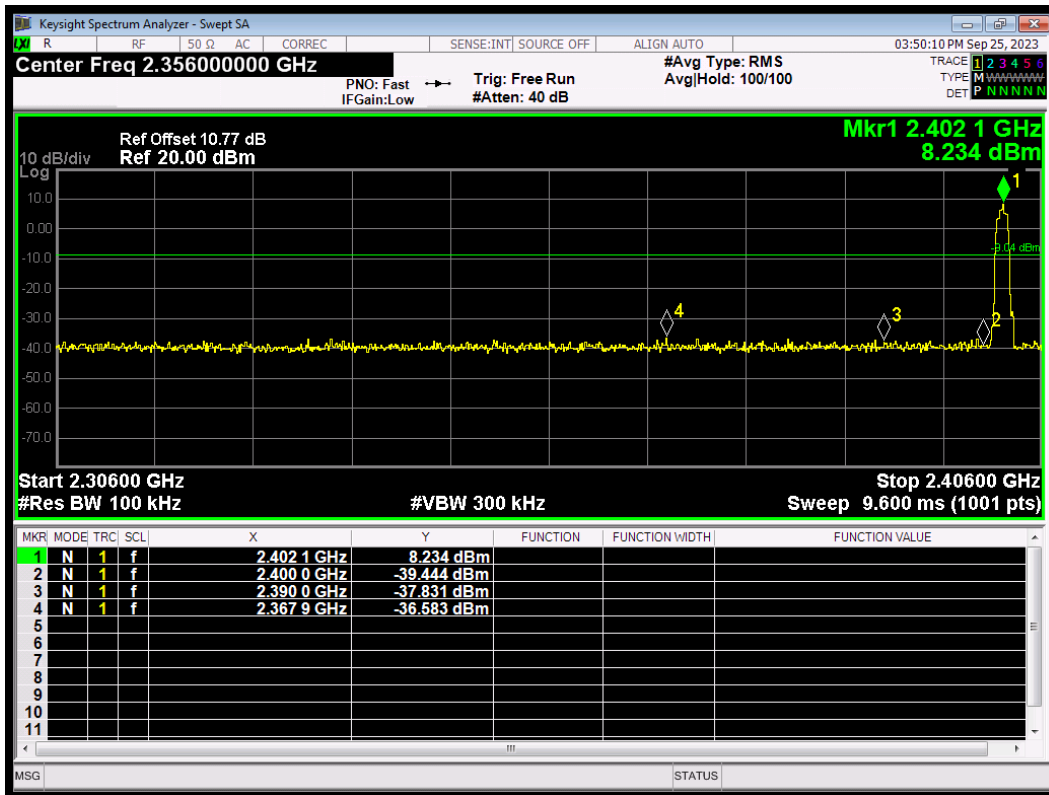 Keysight Spectrum Analyzer - Swept SA
LXI R RF 50 Ω AC CORREC SENSE:INT SOURCE OFF ALIGN AUTO 03:50:10 PM Sep 25, 2023
Center Freq 2.356000000 GHz
PNO: Fast
IFGain:Low
Trig: Free Run
#Atten: 40 dB
#Avg Type: RMS
Avg|Hold: 100/100
TRACE 1 2 3 4 5 6
TYPE M WWWWW
DET P N N N N N
Mkr1 2.402 1 GHz
8.234 dBm
Ref Offset 10.77 dB
10 dB/div Ref 20.00 dBm
Log
10.0
0.00
-10.0
-20.0
-30.0
-40.0
-50.0
-60.0
-70.0
1
-9.04 dBm
4
3
2
Start 2.30600 GHz Stop 2.40600 GHz
#Res BW 100 kHz #VBW 300 kHz Sweep 9.600 ms (1001 pts)
MKR MODE TRC SCL X Y FUNCTION FUNCTION WIDTH FUNCTION VALUE
1 N 1 f 2.402 1 GHz 8.234 dBm
2 N 1 f 2.400 0 GHz -39.444 dBm
3 N 1 f 2.390 0 GHz -37.831 dBm
4 N 1 f 2.367 9 GHz -36.583 dBm
5
6
7
8
9
10
11
MSG STATUS